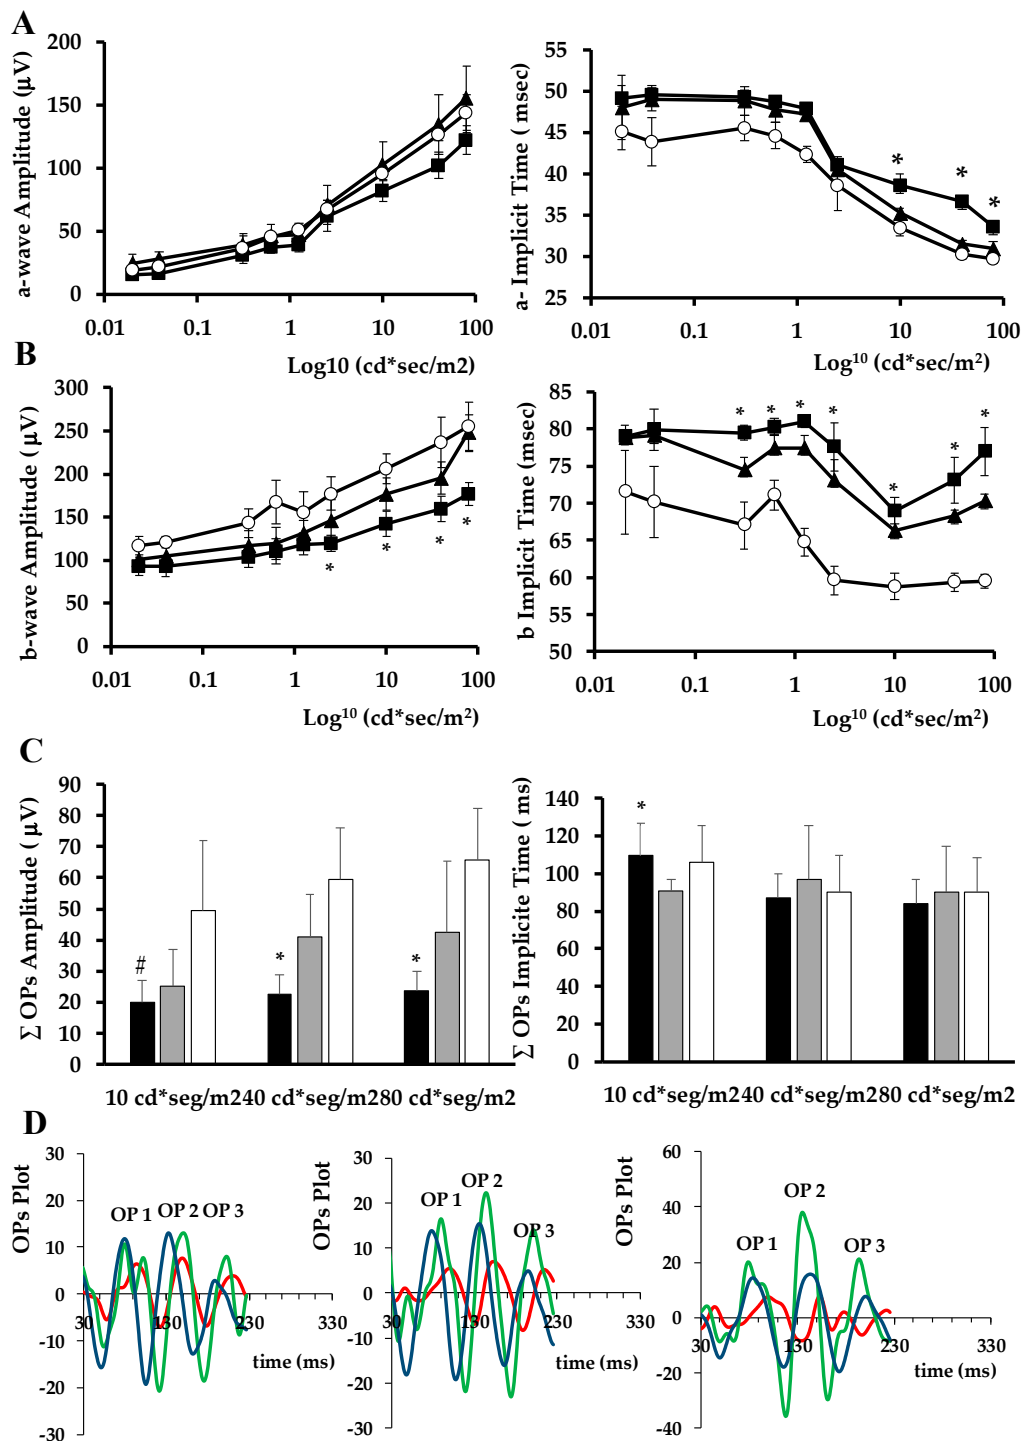 A
a-wave Amplitude (µV)
200
150
100
50
0
0.01 0.1 1 10 100
Log10 (cd*sec/m2)
a- Implicit Time ( msec)
55
50
45
40
35
30
25
* * *
0.01 0.1 1 10 100
Log¹⁰ (cd*sec/m²)
B
b-wave Amplitude (µV)
300
250
200
150
100
50
0
* * * *
0.01 0.1 1 10 100
Log¹⁰ (cd*sec/m²)
b Implicit Time (msec)
85
80
75
70
65
60
55
50
* * * * * * *
0.01 0.1 1 10 100
Log¹⁰ (cd*sec/m²)
C
∑ OPs Amplitude ( µV)
90
80
70
60
50
40
30
20
10
0
# * *
10 cd*seg/m240 cd*seg/m280 cd*seg/m2
∑ OPs Implicite Time ( ms)
140
120
100
80
60
40
20
0
*
10 cd*seg/m240 cd*seg/m280 cd*seg/m2
D
OPs Plot
30
20
10
0
-10
-20
-30
OP 1 OP 2 OP 3
30 130 230 330
time (ms)
OPs Plot
30
20
10
0
-10
-20
-30
OP 1 OP 2 OP 3
30 130 230 330
time (ms)
OPs Plot
60
40
20
0
-20
-40
OP 1 OP 2 OP 3
30 130 230 330
time (ms)